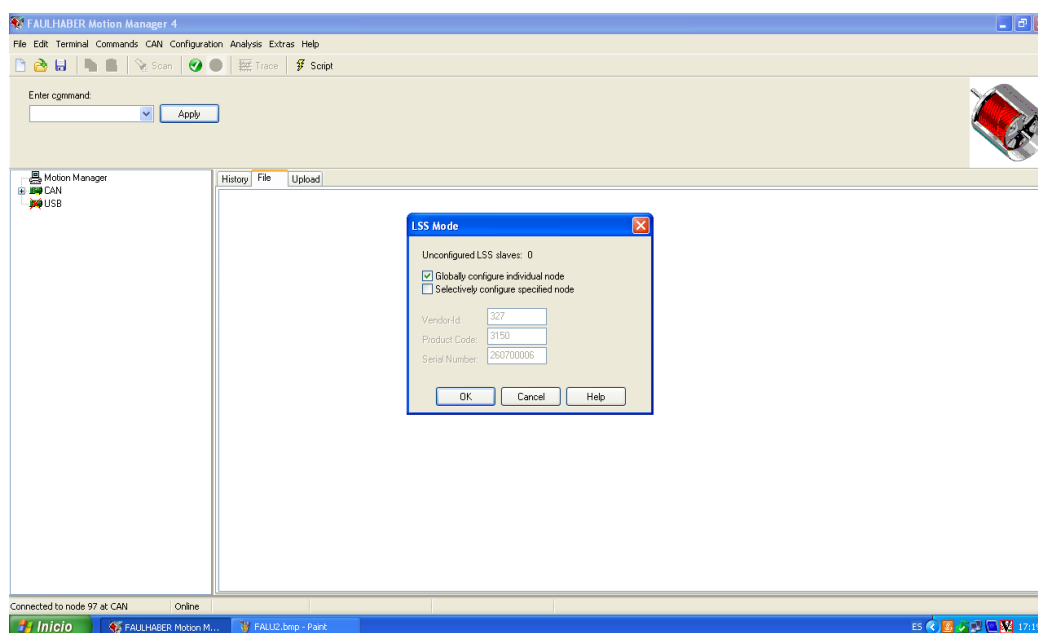 FAULHABER Motion Manager 4
File Edit Terminal Commands CAN Configuration Analysis Extras Help
Scan Trace Script
Enter command:
Apply
Motion Manager
CAN
USB
History File Upload
LSS Mode
Unconfigured LSS slaves: 0
Globally configure individual node
Selectively configure specified node
Vendor-Id: 327
Product Code: 3150
Serial Number: 260700006
OK Cancel Help
Connected to node 97 at CAN Online
Inicio FAULHABER Motion M... FALU2.bmp - Paint ES